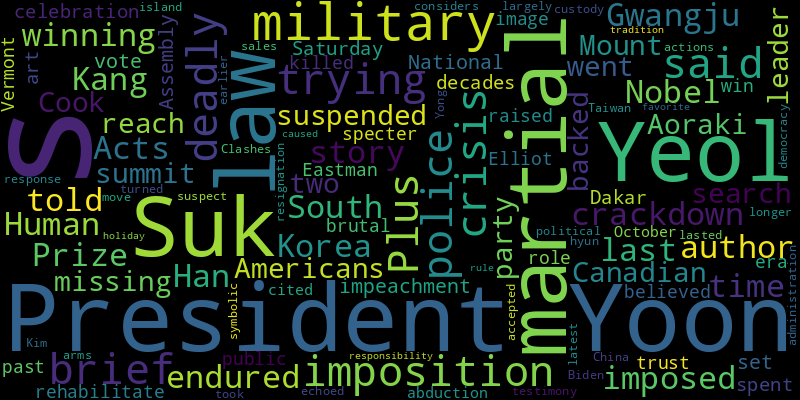 celebration island considers largely custody
winning military image Gwangju
Vermont art vote Assembly sales Saturday tradition
Kang killed National went said leader
Cook deadly earlier trying decades Mount actions
law suspended Yong raised Nobel win
reach specter crisis martial backed Taiwan favorite
S Acts Clashes caused police Elliot Aoraki Yeol democracy
response summit story
move turned suspect Eastman two Plus Dakar search
told resignation South brutal party October crackdown longer
Human Suk holiday Korea political lasted
Prize role hyun last author
missing Han Americans rule Canadian era
cited impeachment believed time
President symbolic accepted Yoon administration
Kim arms latest China
past brief public responsibility Biden trust set
endured imposition imposed spent
rehabilitate took echoed abduction testimony